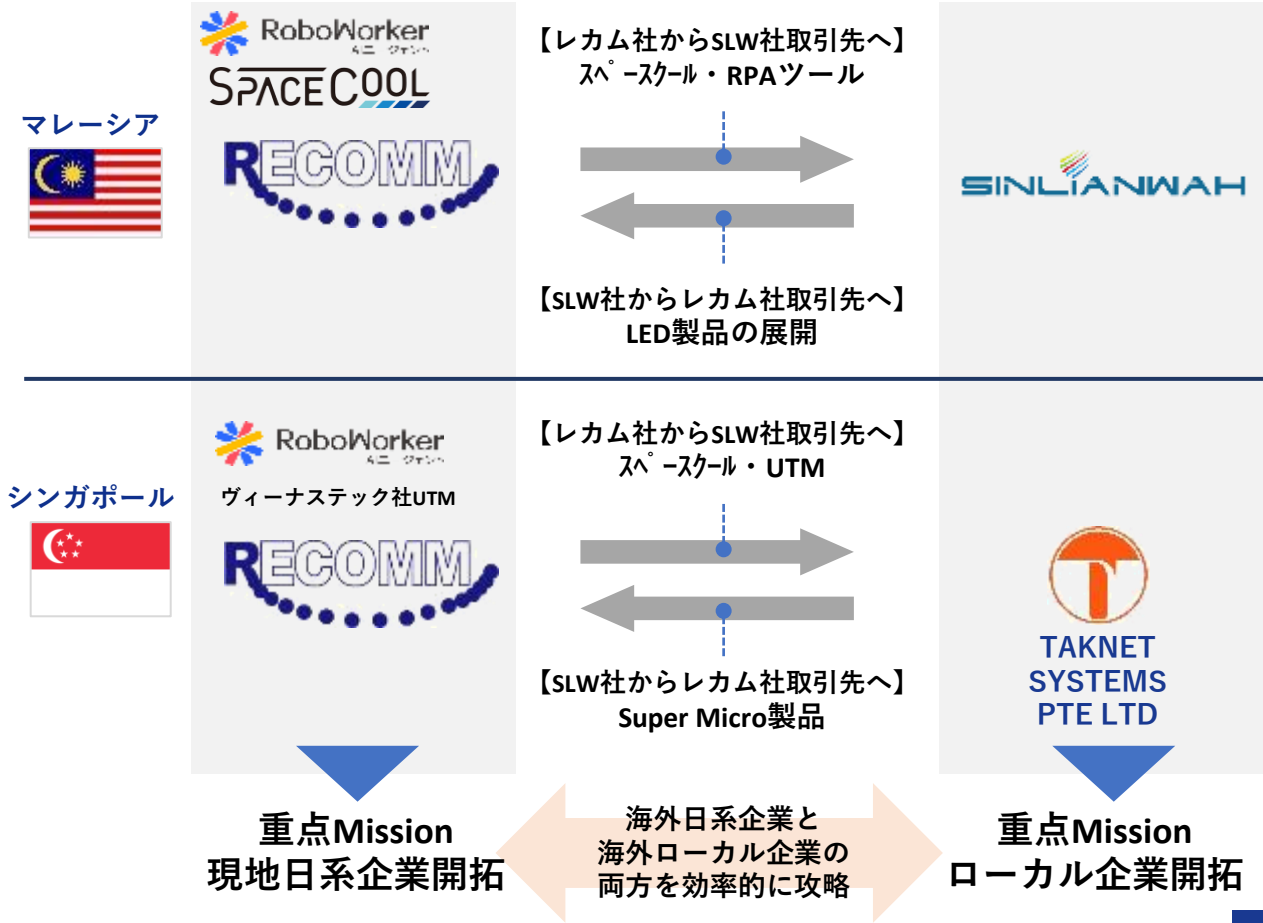 RoboWorker
SPACECOOL
マレーシア
RECOMM
【レカム社からSLW社取引先へ】
スペースクール・RPAツール
SINLIANWAH
【SLW社からレカム社取引先へ】
LED製品の展開
RoboWorker
シンガポール
ヴィーナステック社UTM
RECOMM
【レカム社からSLW社取引先へ】
スペースクール・UTM
TAKNET
SYSTEMS
PTE LTD
【SLW社からレカム社取引先へ】
Super Micro製品
重点Mission
現地日系企業開拓
海外日系企業と
海外ローカル企業の
両方を効率的に攻略
重点Mission
ローカル企業開拓